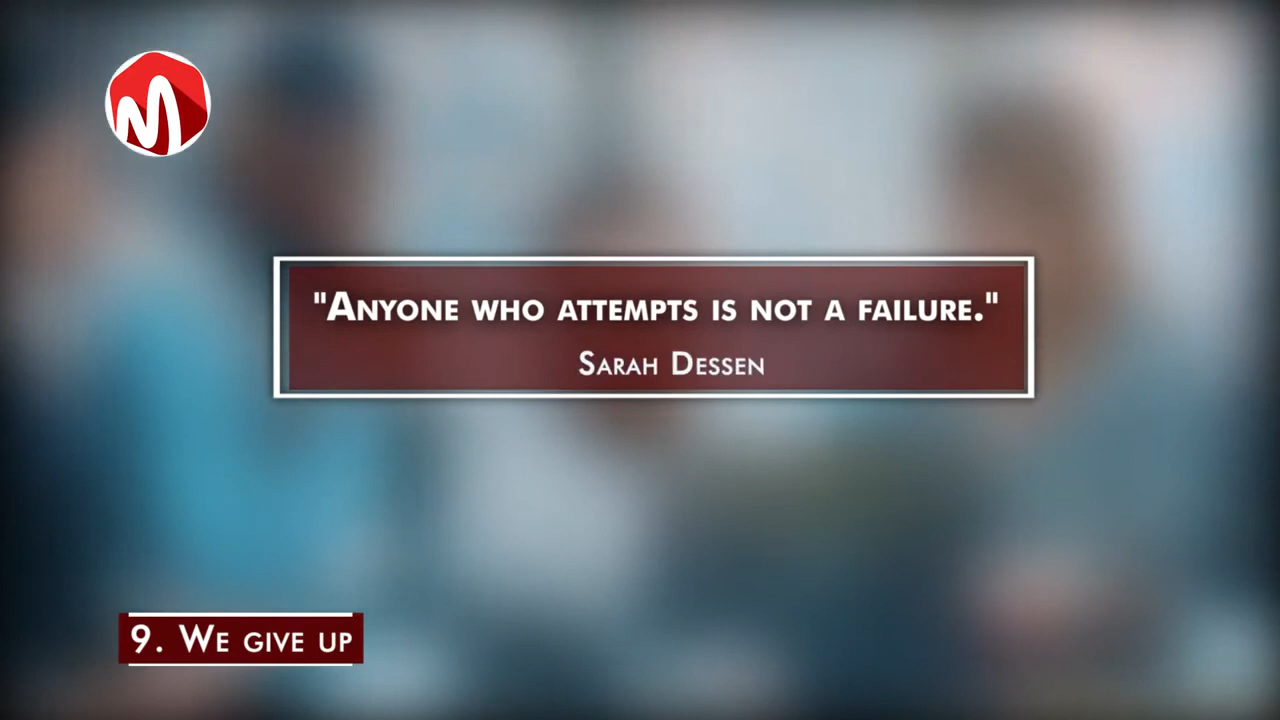 "Anyone who attempts is not a failure."
Sarah Dessen
9. We give up